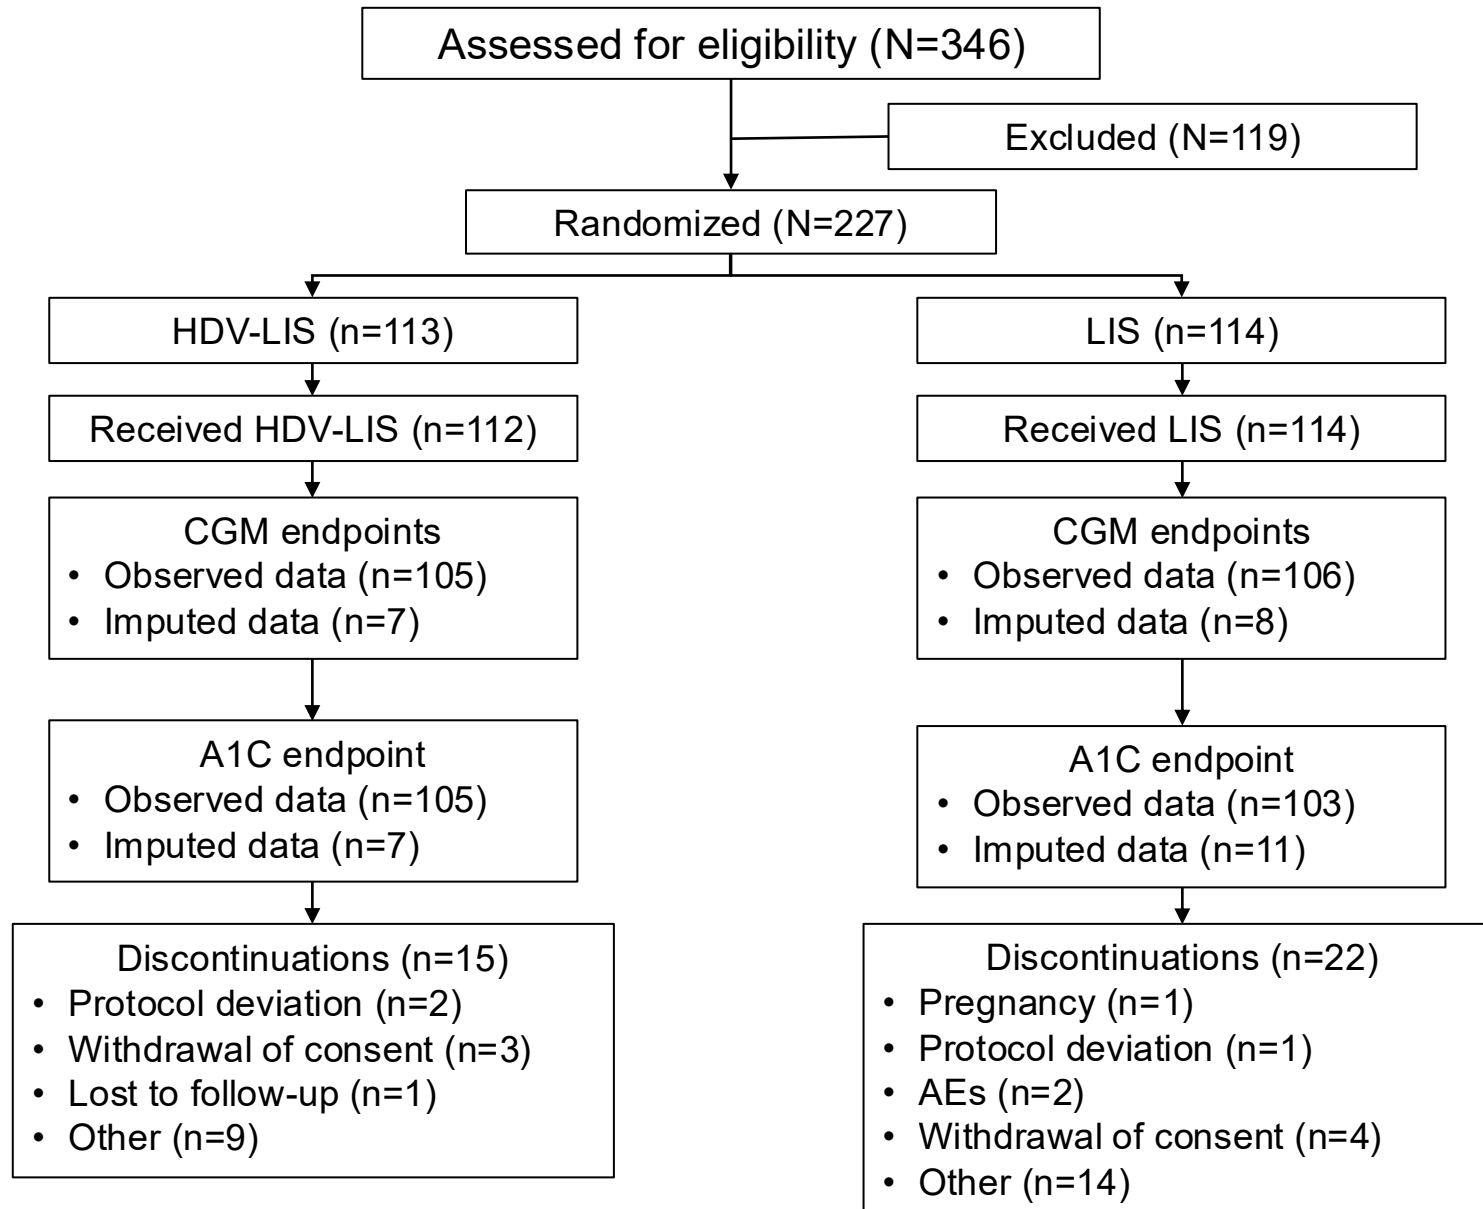 Assessed for eligibility (N=346)
Excluded (N=119)
Randomized (N=227)
HDV-LIS (n=113)
Received HDV-LIS (n=112)
CGM endpoints
• Observed data (n=105)
• Imputed data (n=7)
A1C endpoint
• Observed data (n=105)
• Imputed data (n=7)
Discontinuations (n=15)
• Protocol deviation (n=2)
• Withdrawal of consent (n=3)
• Lost to follow-up (n=1)
• Other (n=9)
LIS (n=114)
Received LIS (n=114)
CGM endpoints
• Observed data (n=106)
• Imputed data (n=8)
A1C endpoint
• Observed data (n=103)
• Imputed data (n=11)
Discontinuations (n=22)
• Pregnancy (n=1)
• Protocol deviation (n=1)
• AEs (n=2)
• Withdrawal of consent (n=4)
• Other (n=14)